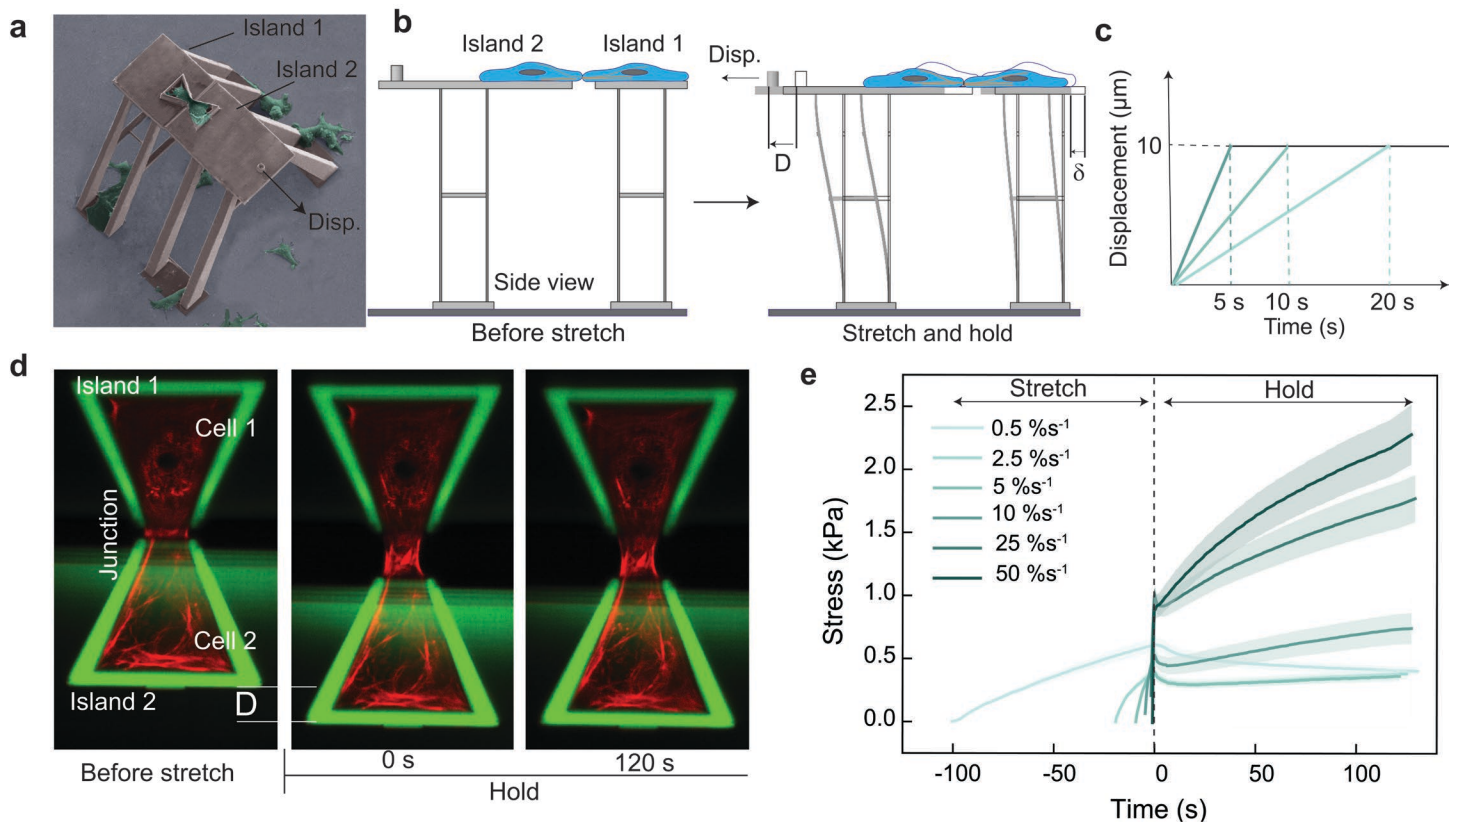 a
Island 1
Island 2
Disp.
b
Island 2
Island 1
Side view
Before stretch
Disp.
D
δ
Stretch and hold
c
Displacement (µm)
10
5 s
10 s
20 s
Time (s)
d
Island 1
Cell 1
Junction
Cell 2
Island 2
D
Before stretch
0 s
120 s
Hold
e
Stretch
Hold
0.5 %s⁻¹
2.5 %s⁻¹
5 %s⁻¹
10 %s⁻¹
25 %s⁻¹
50 %s⁻¹
Stress (kPa)
2.5
2.0
1.5
1.0
0.5
0.0
-100
-50
0
50
100
Time (s)